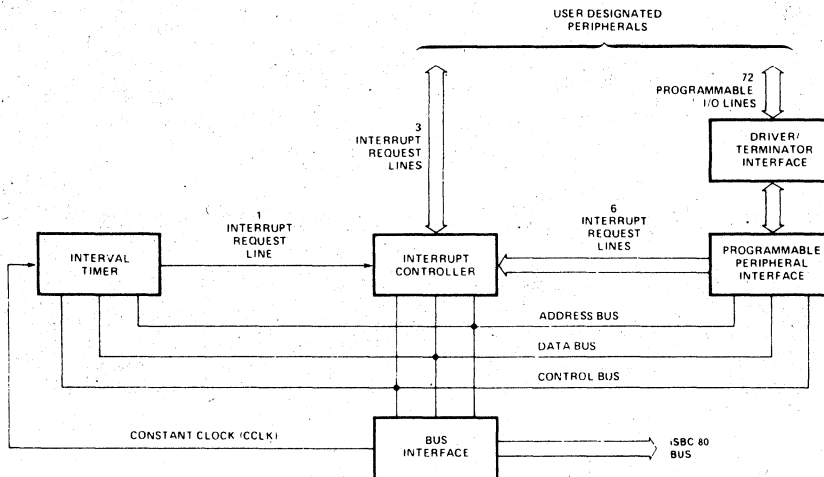 USER DESIGNATED
PERIPHERALS
72
PROGRAMMABLE
I/O LINES
3
INTERRUPT
REQUEST
LINES
DRIVER/
TERMINATOR
INTERFACE
1
INTERRUPT
REQUEST
LINE
6
INTERRUPT
REQUEST
LINES
INTERVAL
TIMER
INTERRUPT
CONTROLLER
PROGRAMMABLE
PERIPHERAL
INTERFACE
ADDRESS BUS
DATA BUS
CONTROL BUS
CONSTANT CLOCK (CCLK)
BUS
INTERFACE
iSBC 80
BUS